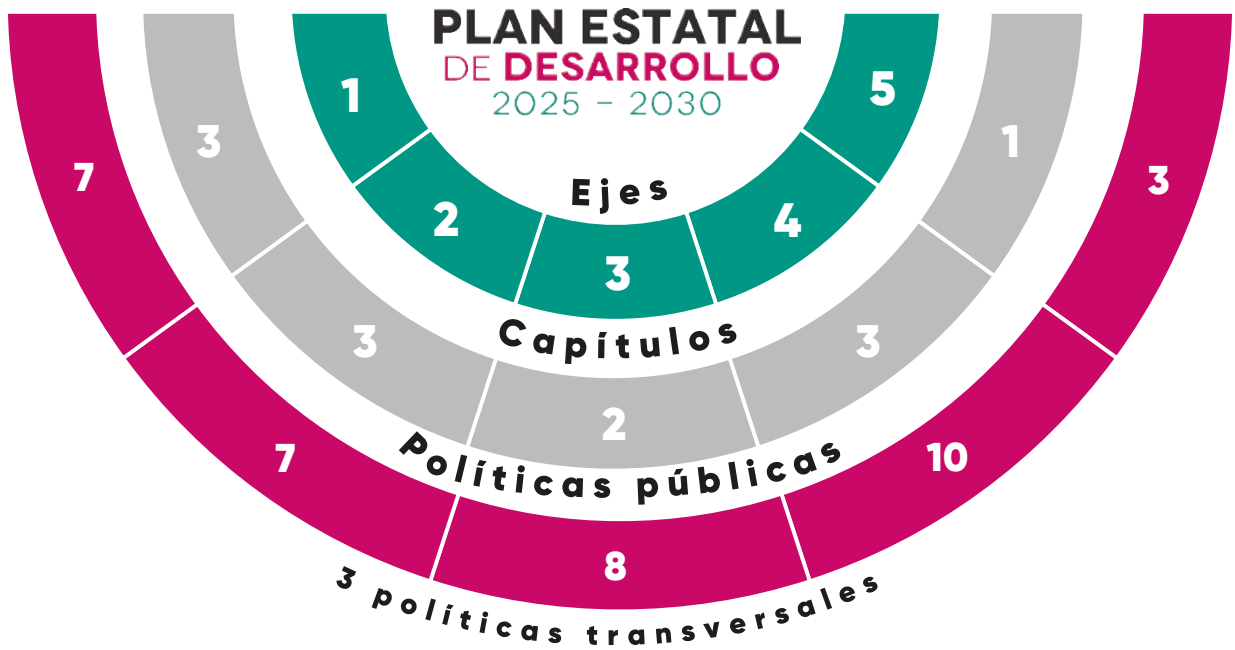 PLAN ESTATAL
DE DESARROLLO
2025 – 2030
Ejes
1
2
3
4
5
Capítulos
3
3
2
3
1
Políticas públicas
7
7
8
10
3
3 políticas transversales